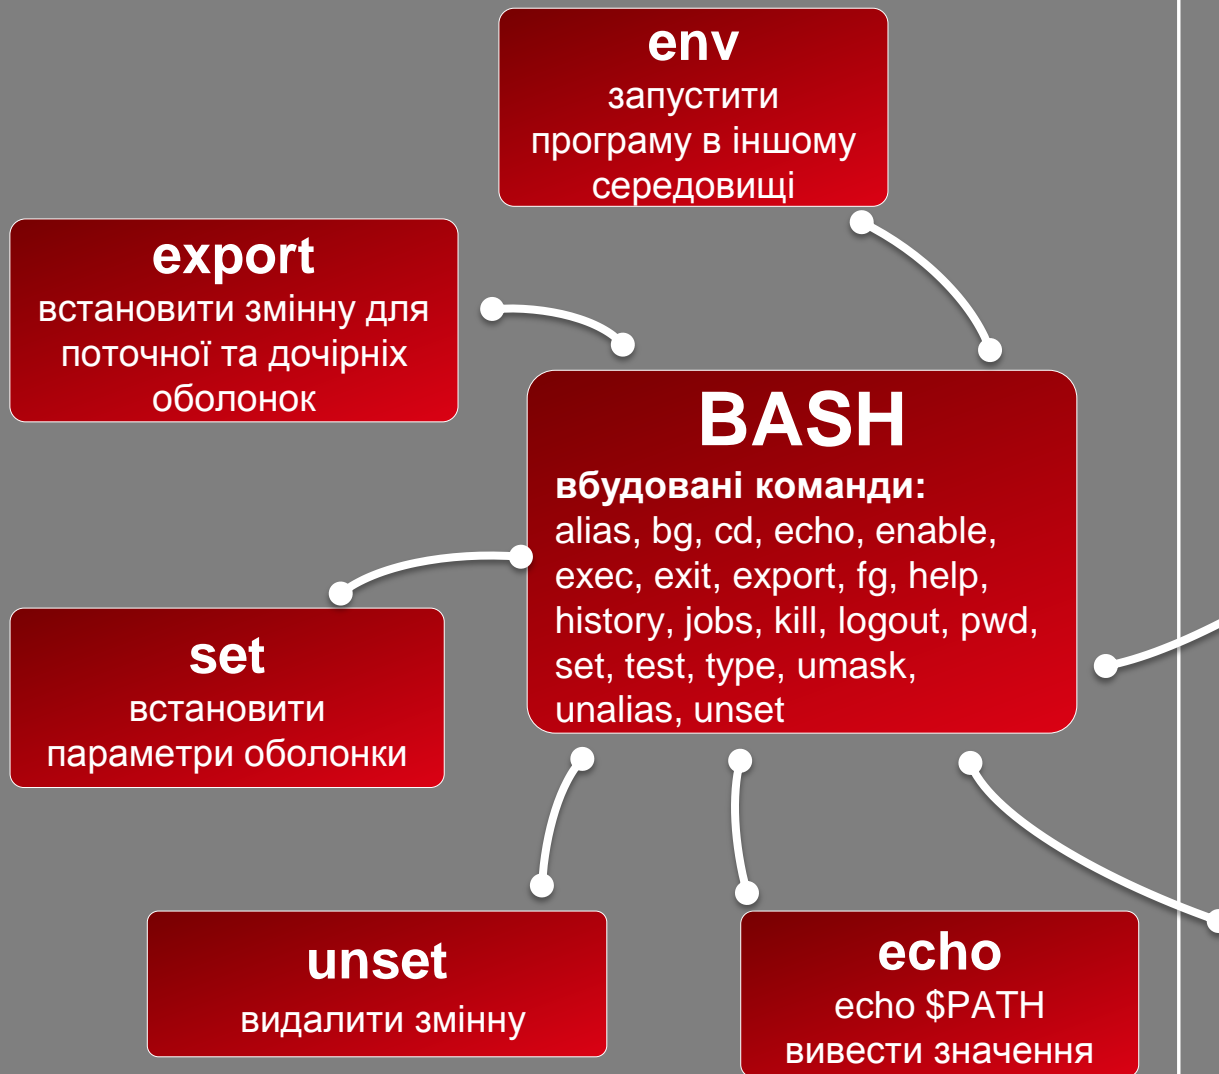 env
запустити
програму в іншому
середовищі
export
встановити змінну для
поточної та дочірніх
оболонок
BASH
вбудовані команди:
alias, bg, cd, echo, enable,
exec, exit, export, fg, help,
history, jobs, kill, logout, pwd,
set, test, type, umask,
unalias, unset
set
встановити
параметри оболонки
unset
видалити змінну
echo
echo $PATH
вивести значення